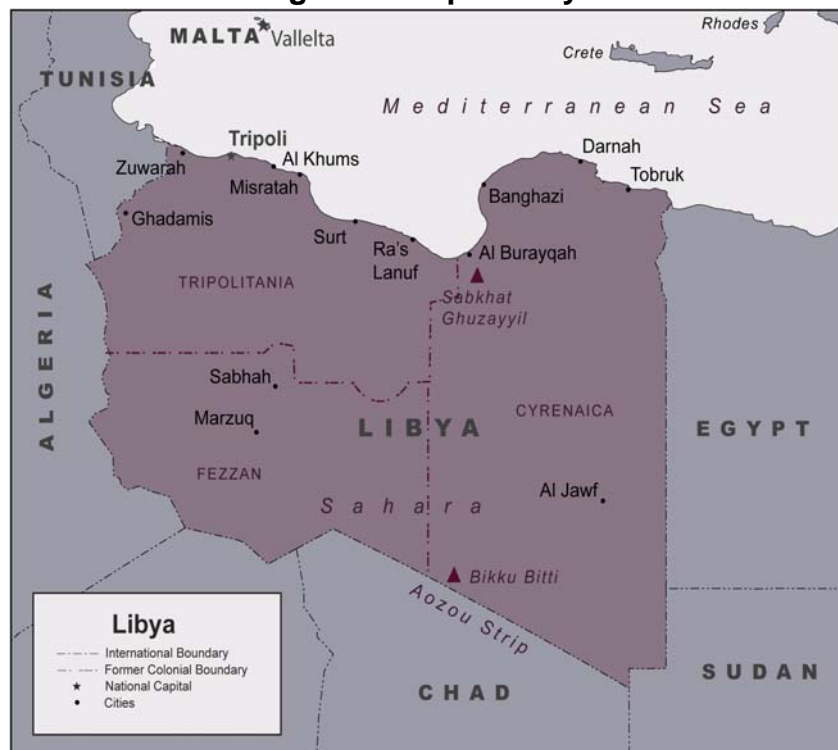 MALTA
Vallelta
Rhodes
Crete
TUNISIA
Mediterranean Sea
Tripoli
Zuwarah
Al Khums
Misratah
Darnah
Tobruk
Banghazi
Ghadamis
Surt
Ra's
Lanuf
Al Burayqah
TRIPOLITANIA
Sabkhat
Ghuzayyil
ALGERIA
Sabhah
Marzuq
LIBYA
CYRENAICA
EGYPT
FEZZAN
Al Jawf
Sahara
Bikku Bitti
Aozou Strip
CHAD
SUDAN
Libya
International Boundary
Former Colonial Boundary
National Capital
Cities